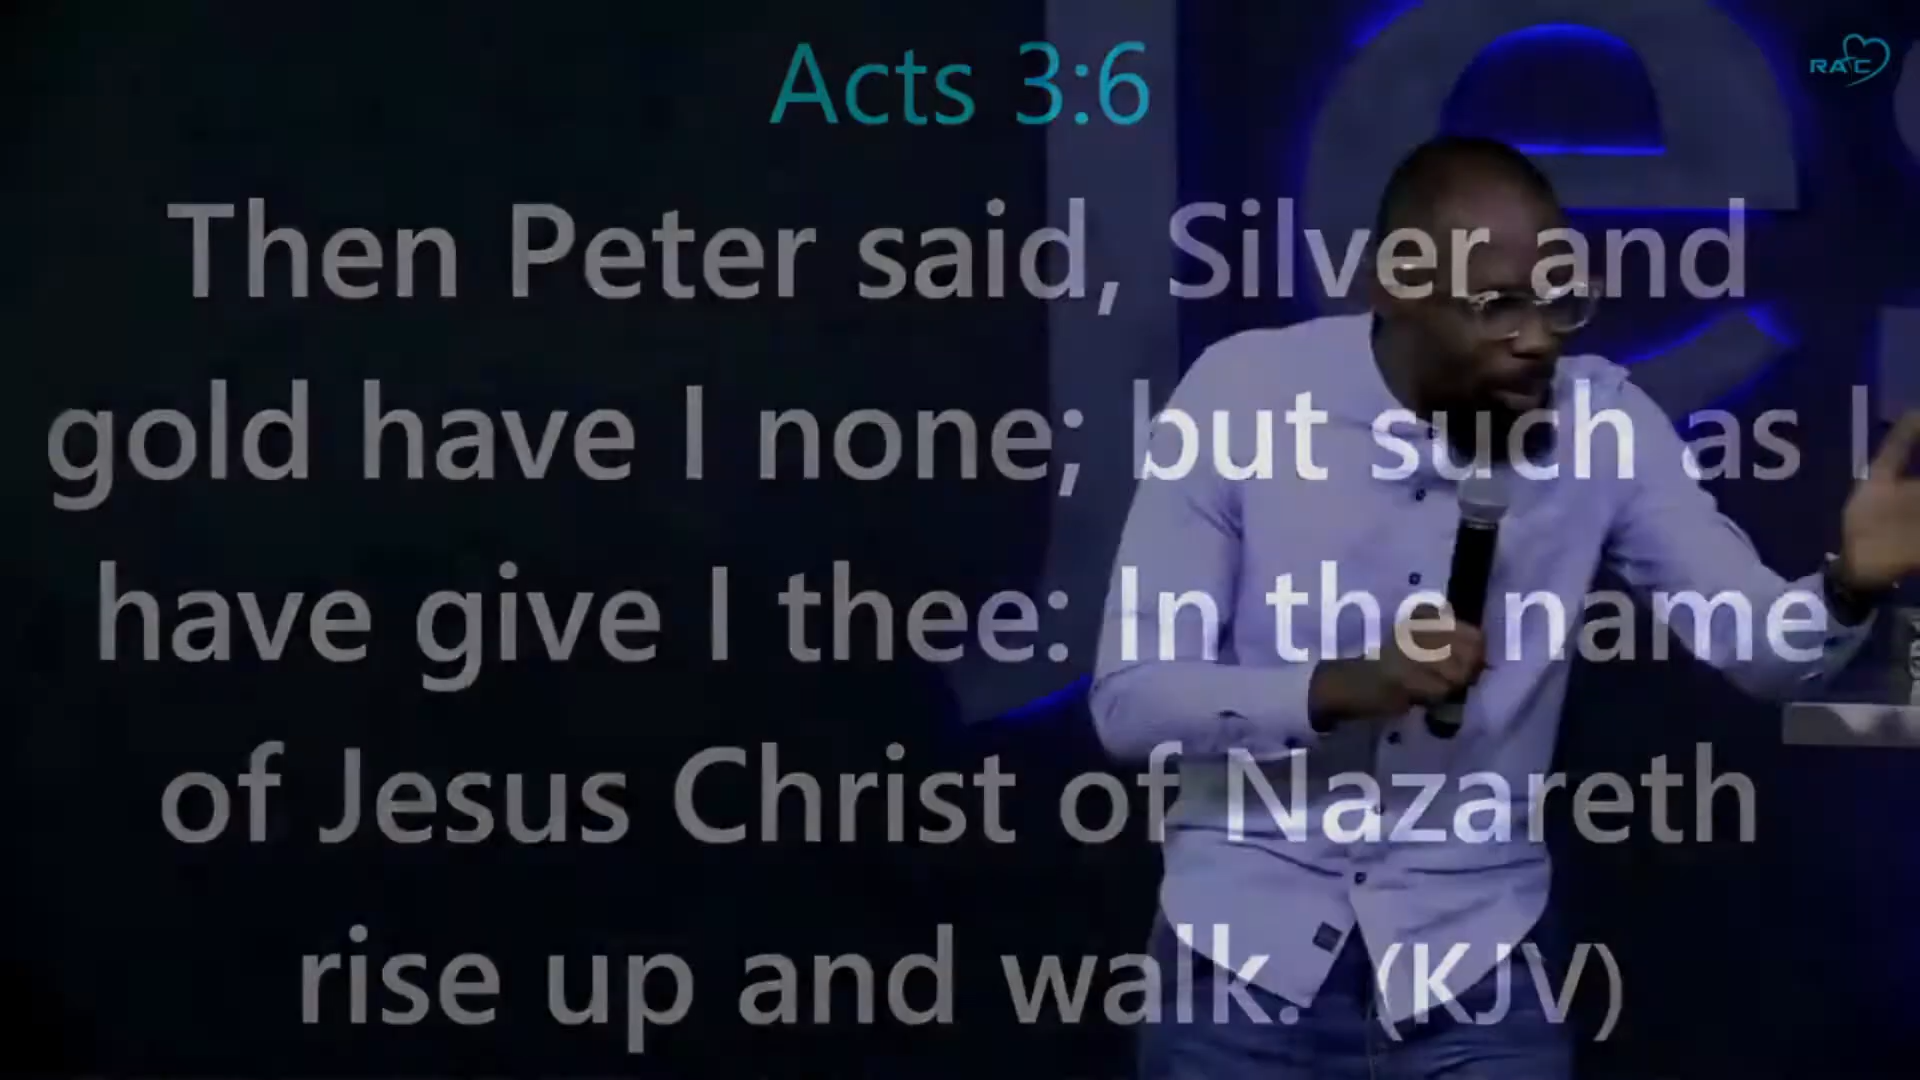 Acts 3:6
RAC
Then Peter said, Silver and
gold have I none; but such as I
have give I thee: In the name
of Jesus Christ of Nazareth
rise up and walk. (KJV)